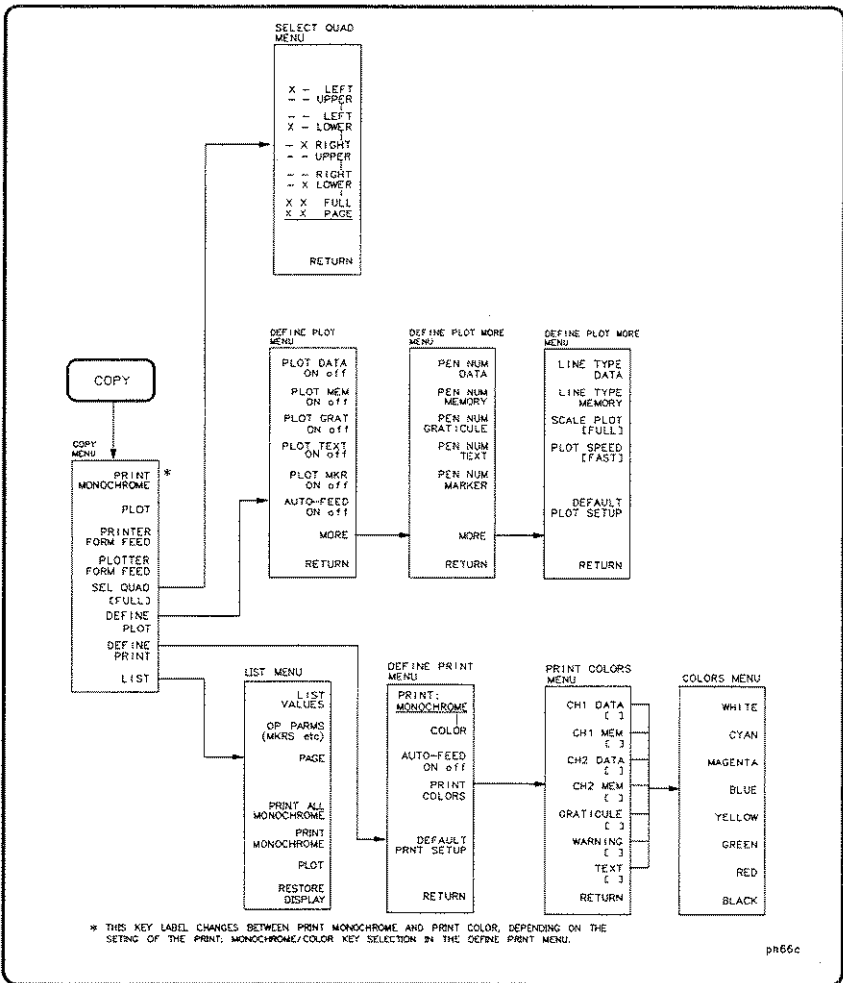 SELECT QUAD
MENU
X - LEFT
- - UPPER
- - LEFT
X - LOWER
- X RIGHT
- - UPPER
- - RIGHT
- X LOWER
X X FULL
X X PAGE
RETURN
COPY
COPY
MENU
PRINT
MONOCHROME
*
PLOT
PRINTER
FORM FEED
PLOTTER
FORM FEED
SEL QUAD
[FULL]
DEFINE
PLOT
DEFINE
PRINT
LIST
DEFINE PLOT
MENU
PLOT DATA
ON off
PLOT MEM
ON off
PLOT GRAT
ON off
PLOT TEXT
ON off
PLOT MKR
ON off
AUTO-FEED
ON off
MORE
RETURN
DEFINE PLOT MORE
MENU
PEN NUM
DATA
PEN NUM
MEMORY
PEN NUM
GRATICULE
PEN NUM
TEXT
PEN NUM
MARKER
MORE
RETURN
DEFINE PLOT MORE
MENU
LINE TYPE
DATA
LINE TYPE
MEMORY
SCALE PLOT
[FULL]
PLOT SPEED
[FAST]
DEFAULT
PLOT SETUP
RETURN
LIST MENU
LIST
VALUES
OP PARMS
(MKRS etc)
PAGE
PRINT ALL
MONOCHROME
PRINT
MONOCHROME
PLOT
RESTORE
DISPLAY
DEFINE PRINT
MENU
PRINT:
MONOCHROME
COLOR
AUTO-FEED
ON off
PRINT
COLORS
DEFAULT
PRNT SETUP
RETURN
PRINT COLORS
MENU
CH1 DATA
[ ]
CH1 MEM
[ ]
CH2 DATA
[ ]
CH2 MEM
[ ]
GRATICULE
[ ]
WARNING
[ ]
TEXT
[ ]
RETURN
COLORS MENU
WHITE
CYAN
MAGENTA
BLUE
YELLOW
GREEN
RED
BLACK
* THIS KEY LABEL CHANGES BETWEEN PRINT MONOCHROME AND PRINT COLOR, DEPENDING ON THE
SETING OF THE PRINT: MONOCHROME/COLOR KEY SELECTION IN THE DEFINE PRINT MENU.
ph66c